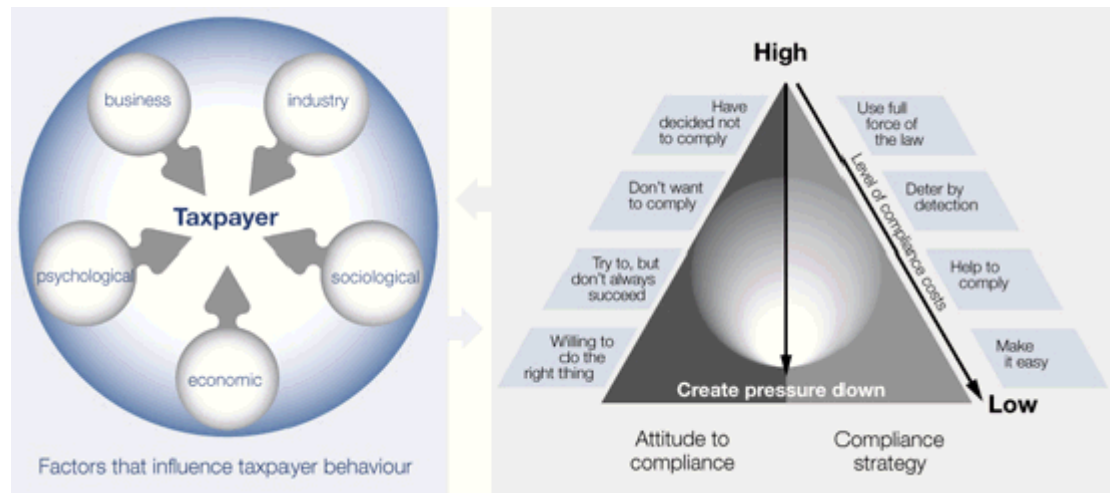 business
industry
Taxpayer
psychological
sociological
economic
Factors that influence taxpayer behaviour
High
Have
decided not
to comply
Use full
force of
the law
Don't want
to comply
Deter by
detection
Level of compliance costs
Try to, but
don't always
succeed
Help to
comply
Willing to
do the
right thing
Make
it easy
Create pressure down
Low
Attitude to
compliance
Compliance
strategy